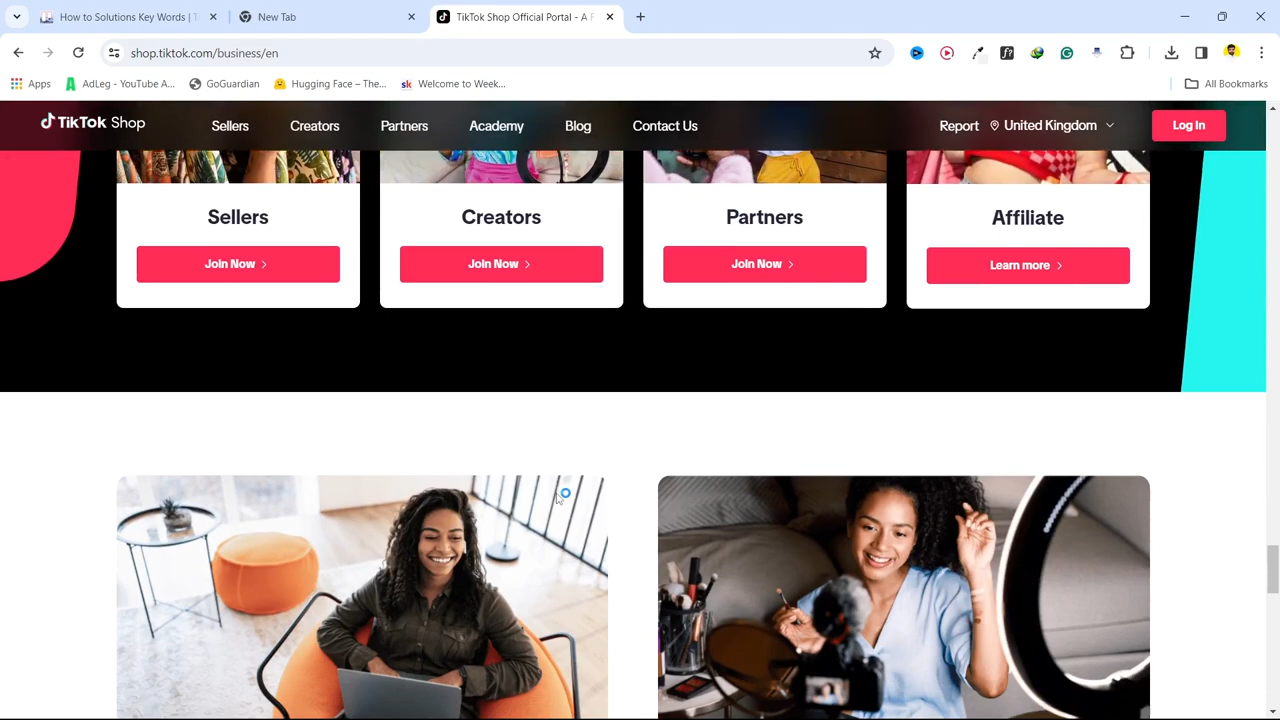 How to Solutions Key Words | T
New Tab
TikTok Shop Official Portal - A F
shop.tiktok.com/business/en
Apps
AdLeg - YouTube A...
GoGuardian
Hugging Face – The...
sk Welcome to Week...
All Bookmarks
TikTok Shop
Sellers
Creators
Partners
Academy
Blog
Contact Us
Report
United Kingdom
Log In
Sellers
Creators
Partners
Affiliate
Join Now
Join Now
Join Now
Learn more